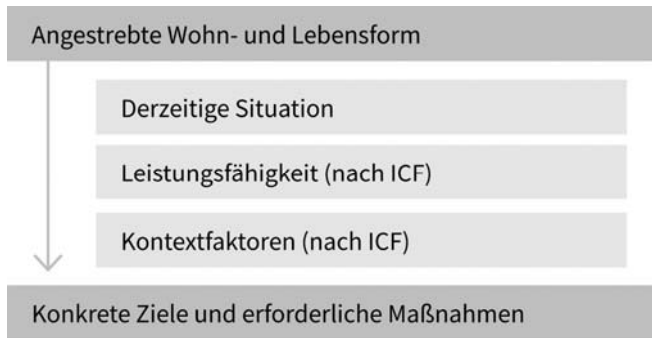 Angestrebte Wohn- und Lebensform
Derzeitige Situation
Leistungsfähigkeit (nach ICF)
Kontextfaktoren (nach ICF)
Konkrete Ziele und erforderliche Maßnahmen